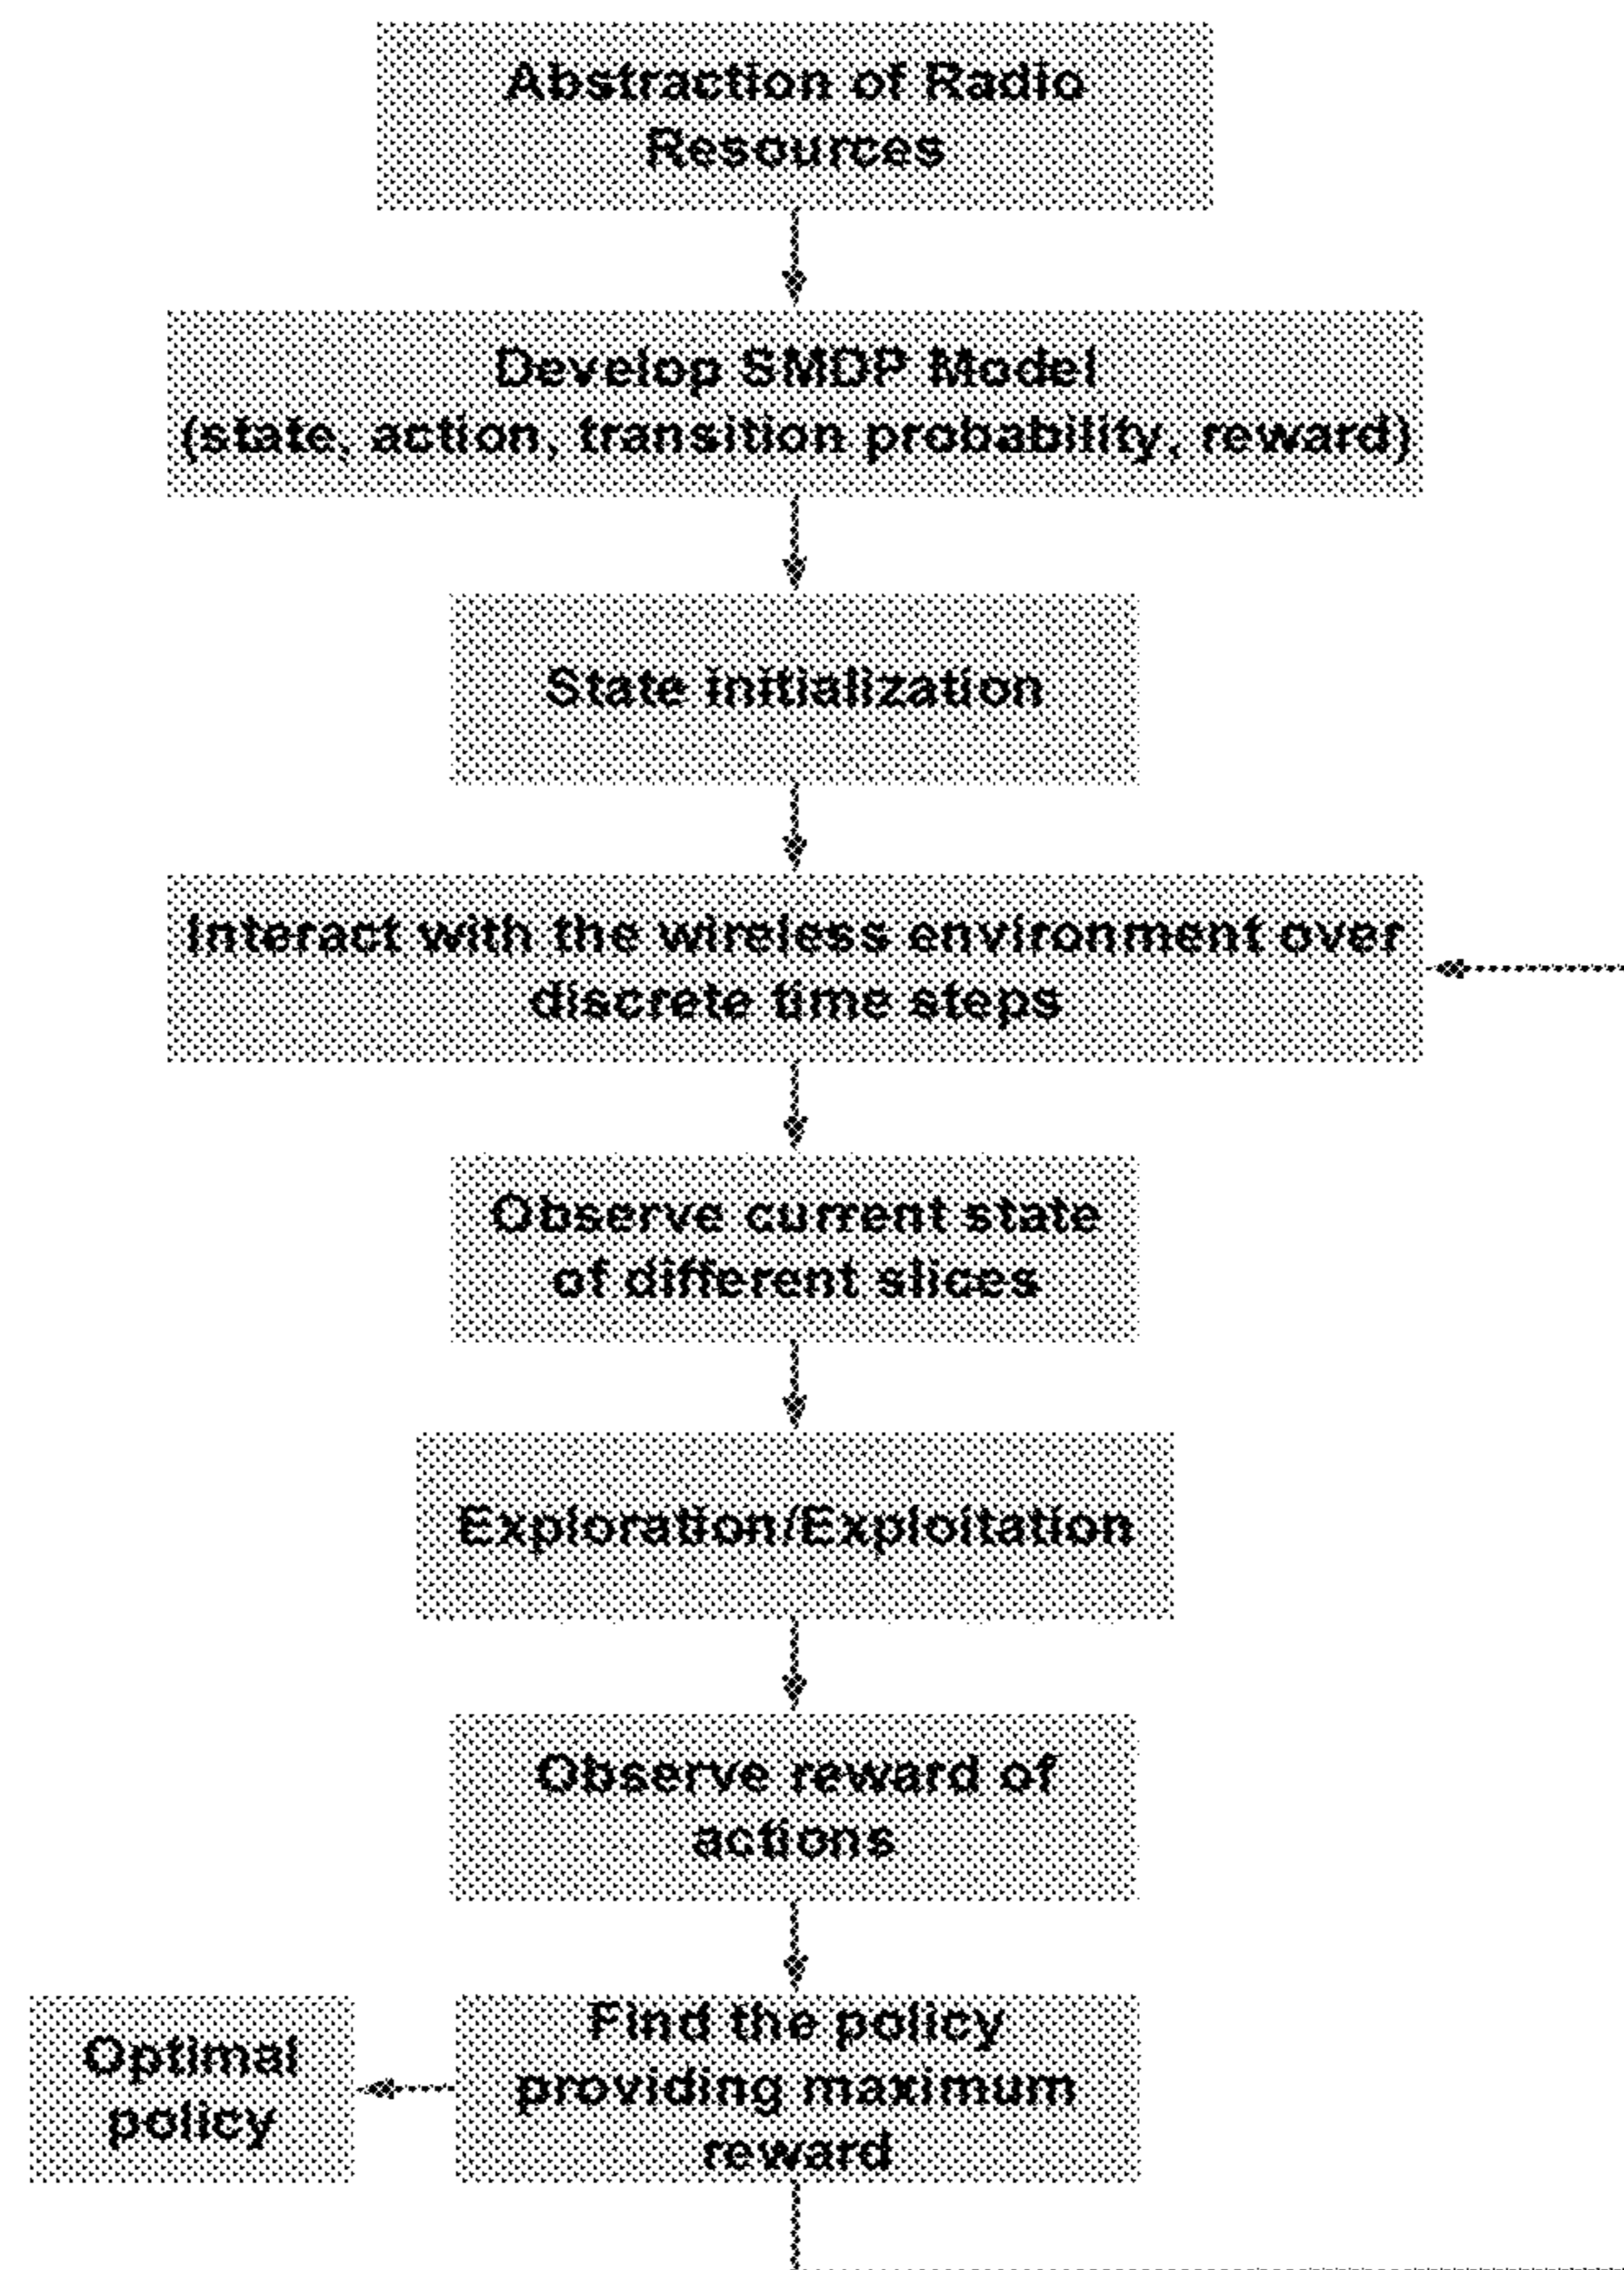 Abstraction of Radio
Resources
Develop SMDP Model
(state, action, transition probability, reward)
State initialization
Interact with the wireless environment over
discrete time steps
Observe current state
of different slices
Exploration/Exploitation
Observe reward of
actions
Find the policy
providing maximum
reward
Optimal
policy